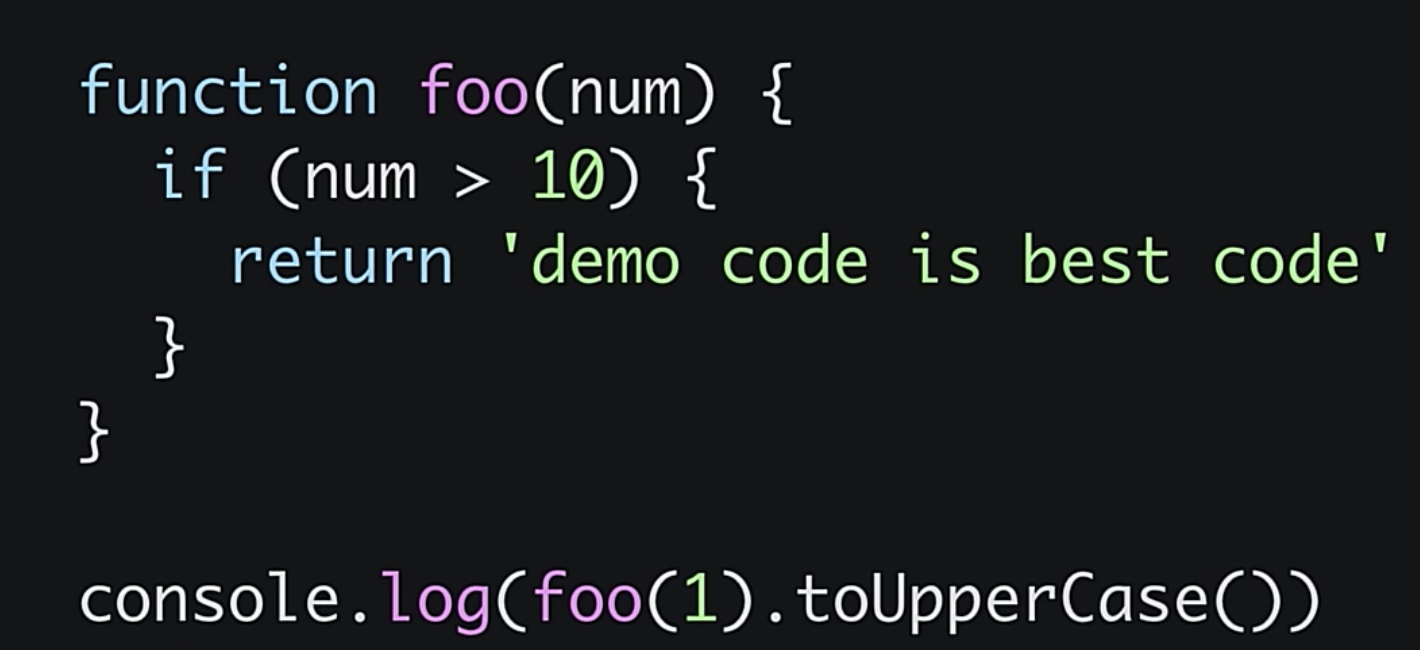 function foo(num) {
  if (num > 10) {
    return 'demo code is best code'
  }
}

console.log(foo(1).toUpperCase())